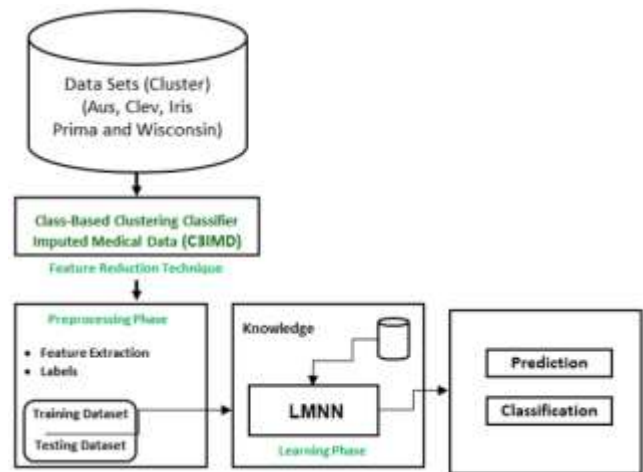 Data Sets (Cluster)
(Aus, Clev, Iris
Prima and Wisconsin)
Class-Based Clustering Classifier
Imputed Medical Data (C3IMD)
Feature Reduction Technique
Preprocessing Phase
• Feature Extraction
• Labels
Training Dataset
Testing Dataset
Knowledge
LMNN
Learning Phase
Prediction
Classification